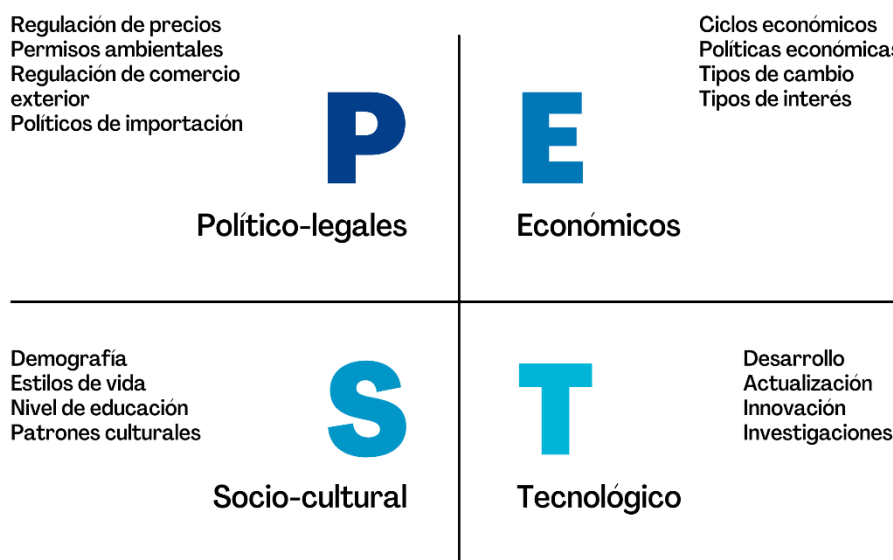 Regulación de precios
Permisos ambientales
Regulación de comercio
exterior
Políticos de importación
P
Político-legales
Ciclos económicos
Políticas económicas
Tipos de cambio
Tipos de interés
E
Económicos
Demografía
Estilos de vida
Nivel de educación
Patrones culturales
S
Socio-cultural
Desarrollo
Actualización
Innovación
Investigaciones
T
Tecnológico